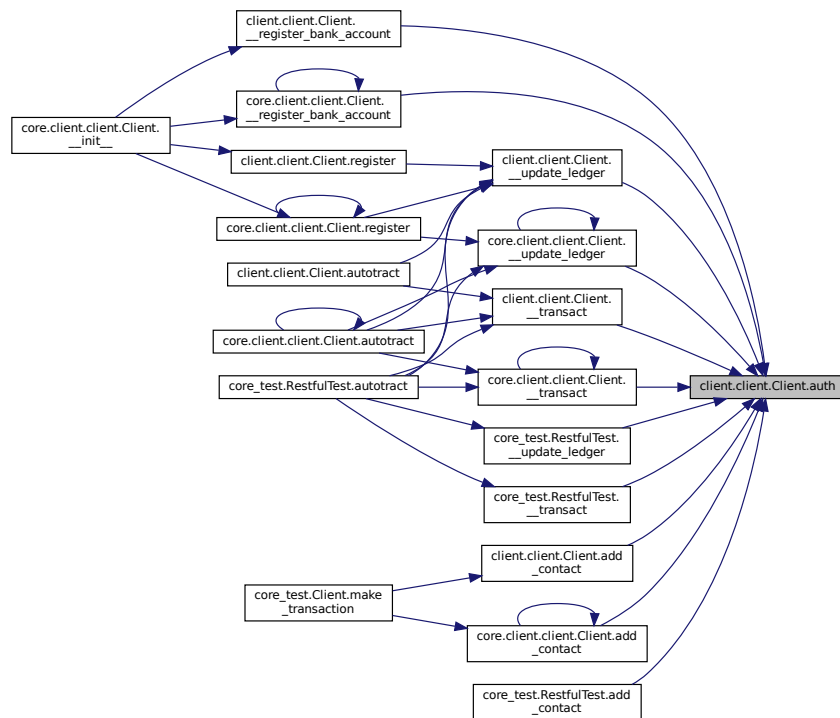 client.client.Client.
__register_bank_account
core.client.client.Client.
__register_bank_account
core.client.client.Client.
__init__
client.client.Client.register
client.client.Client.
__update_ledger
core.client.client.Client.register
core.client.client.Client.
__update_ledger
client.client.Client.autotract
client.client.Client.
__transact
core.client.client.Client.autotract
core.client.client.Client.
__transact
core_test.RestfulTest.autotract
client.client.Client.auth
core_test.RestfulTest.
__update_ledger
core_test.RestfulTest.
__transact
client.client.Client.add
_contact
core_test.Client.make
_transaction
core.client.client.Client.add
_contact
core_test.RestfulTest.add
_contact